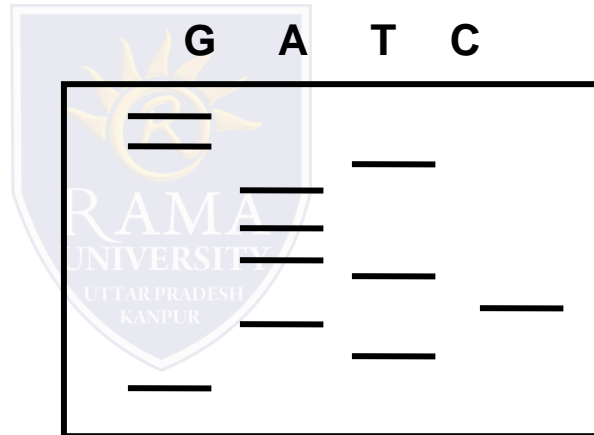 G A T C
RAMA
UNIVERSITY
UTTAR PRADESH
KANPUR